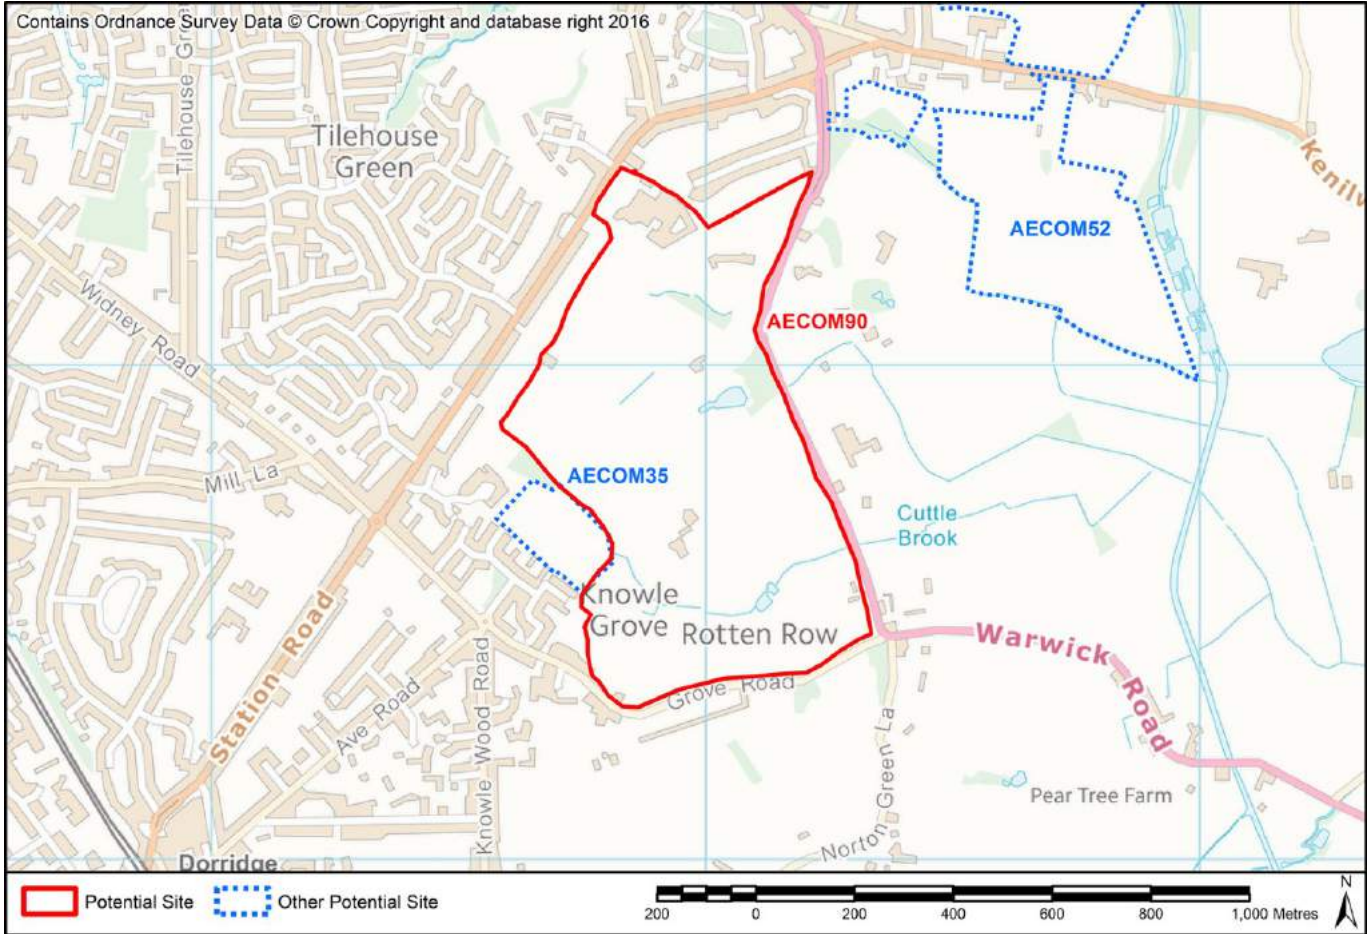 Contains Ordnance Survey Data © Crown Copyright and database right 2016
Tilehouse Green
Tilehouse
Green
Kenilw
AECOM52
Widney Road
AECOM90
Mill La
AECOM35
Cuttle
Brook
Knowle
Grove
Rotten Row
Warwick Road
Station Road
Ave Road
Knowle Wood Road
Grove Road
Norton Green La
Pear Tree Farm
Dorridge
Potential Site
Other Potential Site
N
200 0 200 400 600 800 1,000 Metres